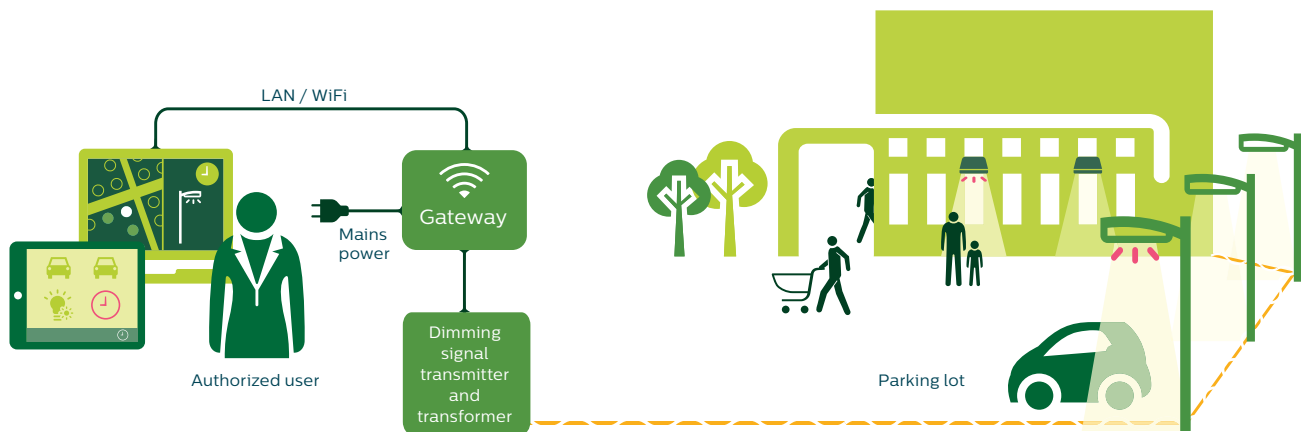 LAN / WiFi
Gateway
Mains
power
Dimming
signal
transmitter
and
transformer
Authorized user
Parking lot